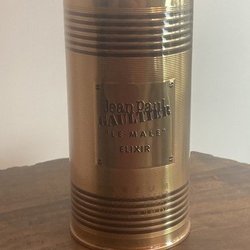 Jean Paul
GAULTIER
"LE MALE"
ELIXIR